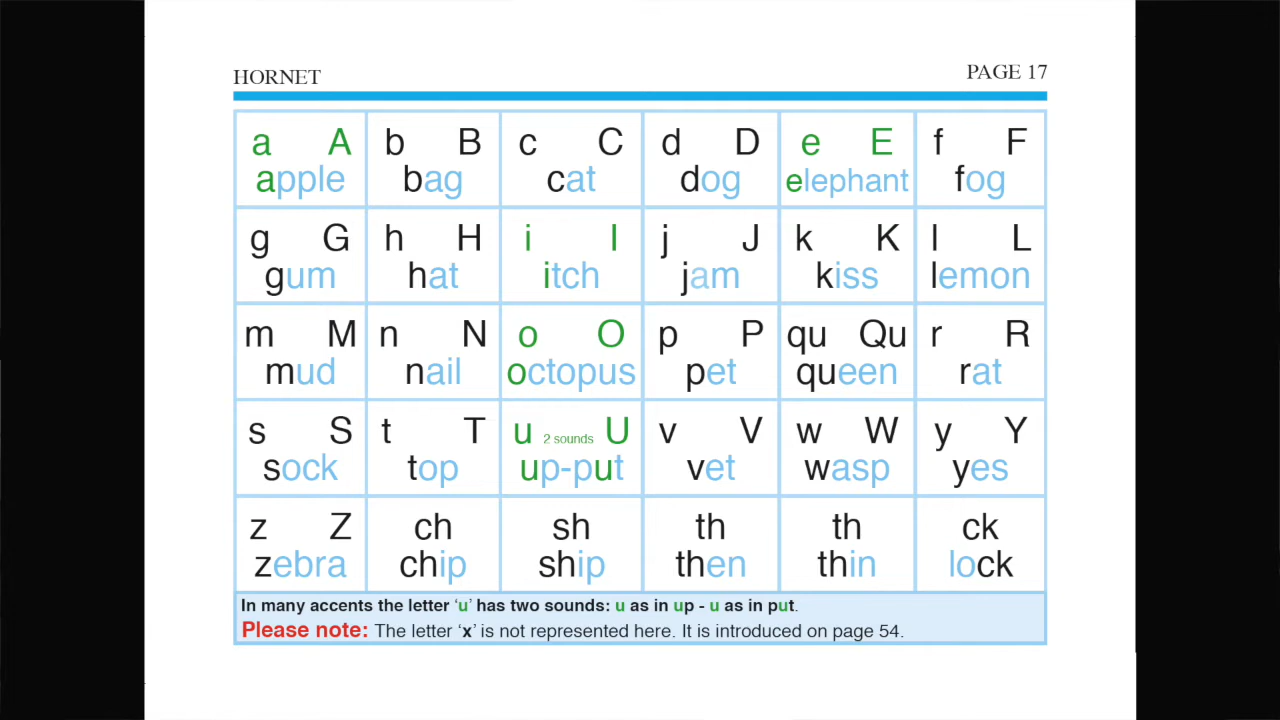 HORNET PAGE 17
a A b B c C d D e E f F
apple bag cat dog elephant fog
g G h H i I j J k K l L
gum hat itch jam kiss lemon
m M n N o O p P qu Qu r R
mud nail octopus pet queen rat
s S t T u 2 sounds U v V w W y Y
sock top up-put vet wasp yes
z Z ch sh th th ck
zebra chip ship then thin lock
In many accents the letter ‘u’ has two sounds: u as in up - u as in put.
Please note: The letter ‘x’ is not represented here. It is introduced on page 54.